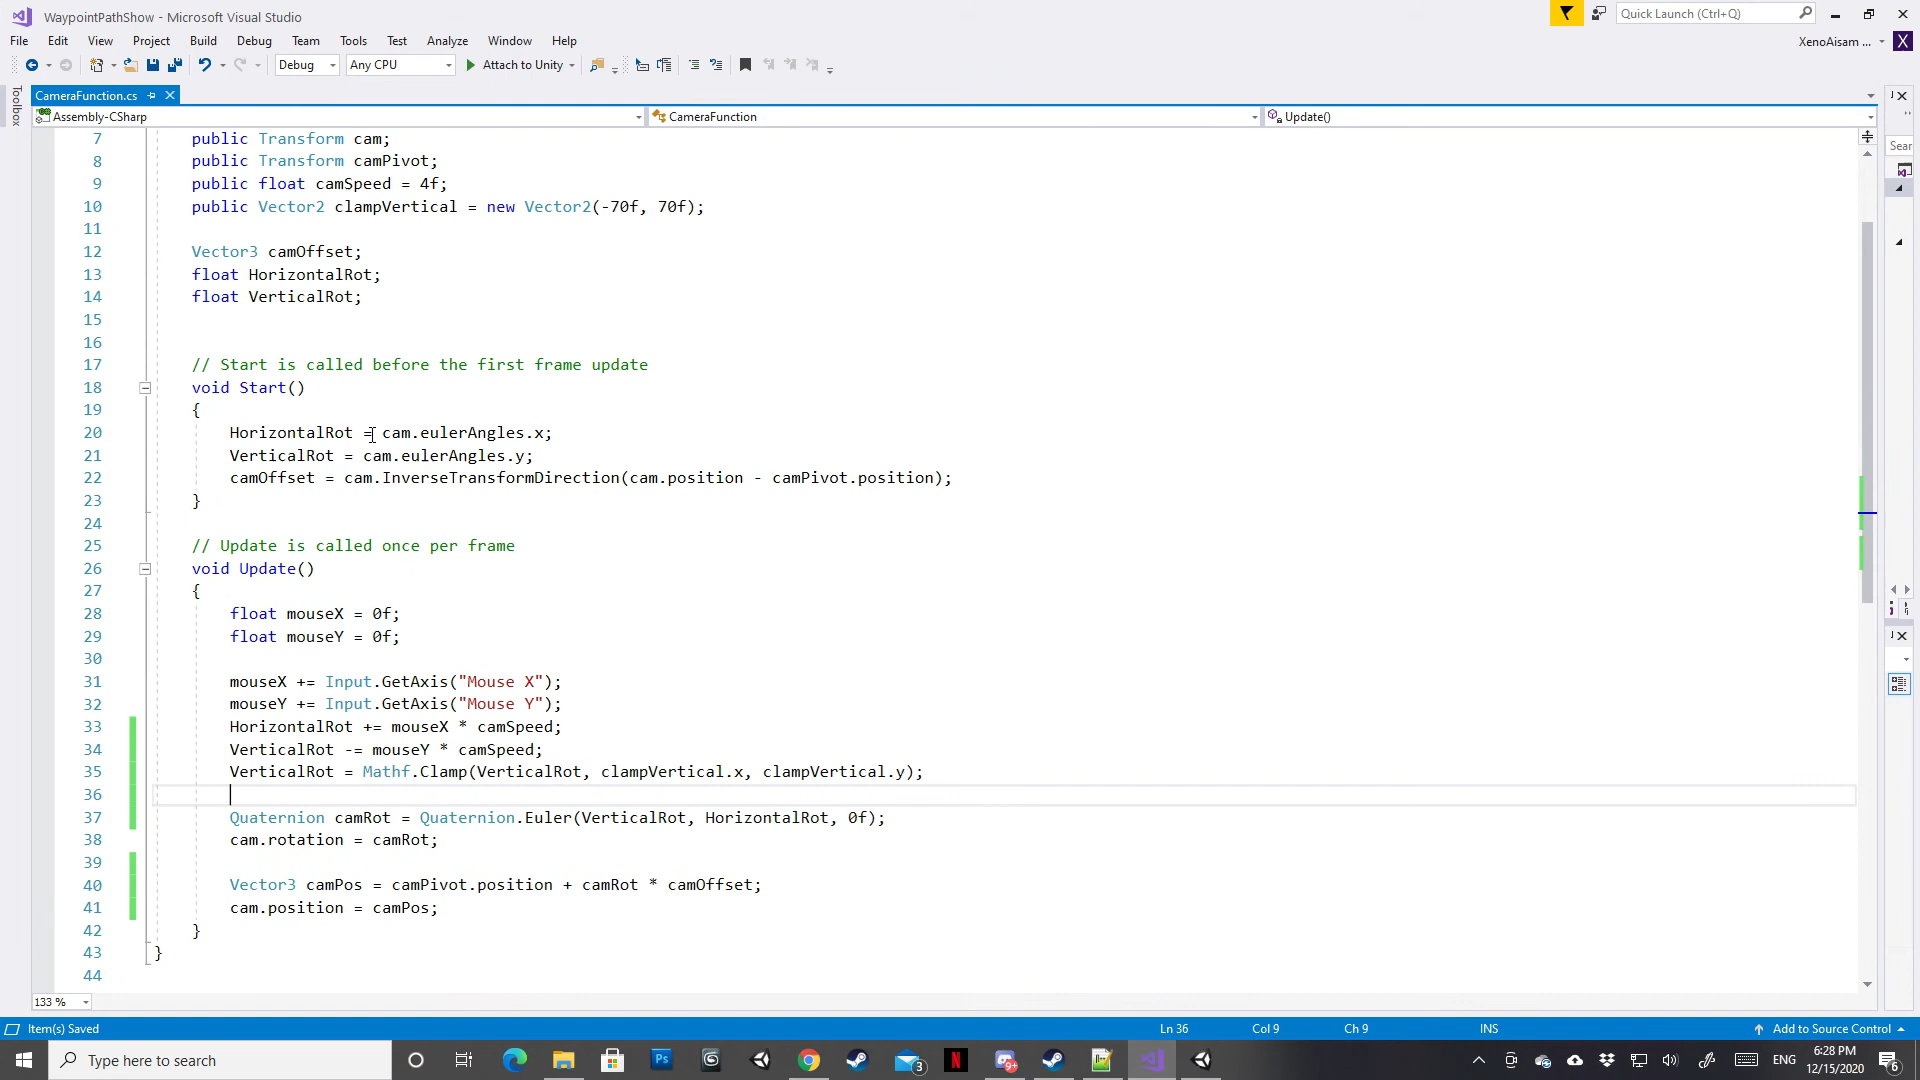 WaypointPathShow - Microsoft Visual Studio
Quick Launch (Ctrl+Q)
File Edit View Project Build Debug Team Tools Test Analyze Window Help
XenoAisam ...
X
Debug Any CPU Attach to Unity
Toolbox
CameraFunction.cs
Assembly-CSharp CameraFunction Update()
Sear
7 public Transform cam;
8 public Transform camPivot;
9 public float camSpeed = 4f;
10 public Vector2 clampVertical = new Vector2(-70f, 70f);
11
12 Vector3 camOffset;
13 float HorizontalRot;
14 float VerticalRot;
15
16
17 // Start is called before the first frame update
18 void Start()
19 {
20 HorizontalRot = cam.eulerAngles.x;
21 VerticalRot = cam.eulerAngles.y;
22 camOffset = cam.InverseTransformDirection(cam.position - camPivot.position);
23 }
24
25 // Update is called once per frame
26 void Update()
27 {
28 float mouseX = 0f;
29 float mouseY = 0f;
30
31 mouseX += Input.GetAxis("Mouse X");
32 mouseY += Input.GetAxis("Mouse Y");
33 HorizontalRot += mouseX * camSpeed;
34 VerticalRot -= mouseY * camSpeed;
35 VerticalRot = Mathf.Clamp(VerticalRot, clampVertical.x, clampVertical.y);
36
37 Quaternion camRot = Quaternion.Euler(VerticalRot, HorizontalRot, 0f);
38 cam.rotation = camRot;
39
40 Vector3 camPos = camPivot.position + camRot * camOffset;
41 cam.position = camPos;
42 }
43 }
44
133 %
Item(s) Saved Ln 36 Col 9 Ch 9 INS Add to Source Control
Type here to search
Ps
3
9+
ENG
6:28 PM
12/15/2020
6